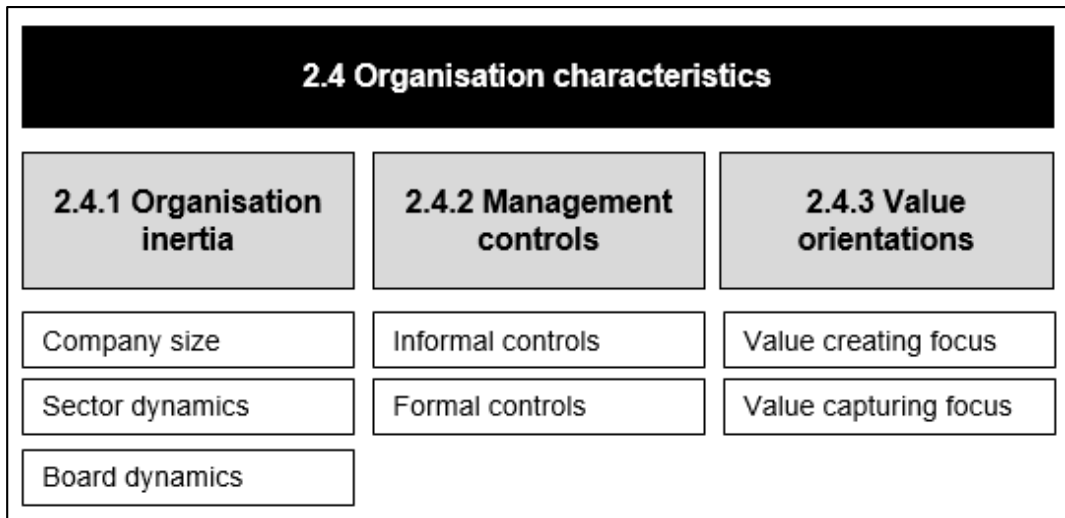 2.4 Organisation characteristics
2.4.1 Organisation
inertia
2.4.2 Management
controls
2.4.3 Value
orientations
Company size
Informal controls
Value creating focus
Sector dynamics
Formal controls
Value capturing focus
Board dynamics